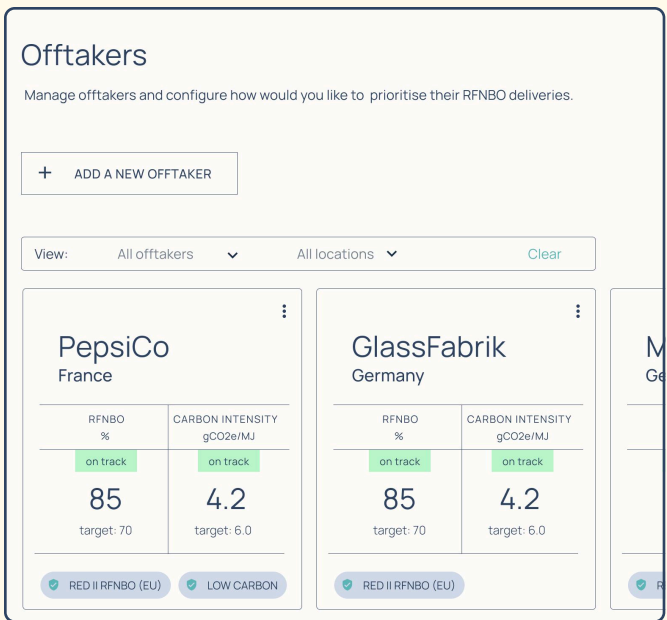 Offtakers
Manage offtakers and configure how would you like to prioritise their RFNBO deliveries.
+ ADD A NEW OFFTAKER
View: All offtakers All locations Clear
PepsiCo
France
RFNBO
%
CARBON INTENSITY
gCO2e/MJ
on track
on track
85
4.2
target: 70
target: 6.0
RED II RFNBO (EU)
LOW CARBON
GlassFabrik
Germany
RFNBO
%
CARBON INTENSITY
gCO2e/MJ
on track
on track
85
4.2
target: 70
target: 6.0
RED II RFNBO (EU)